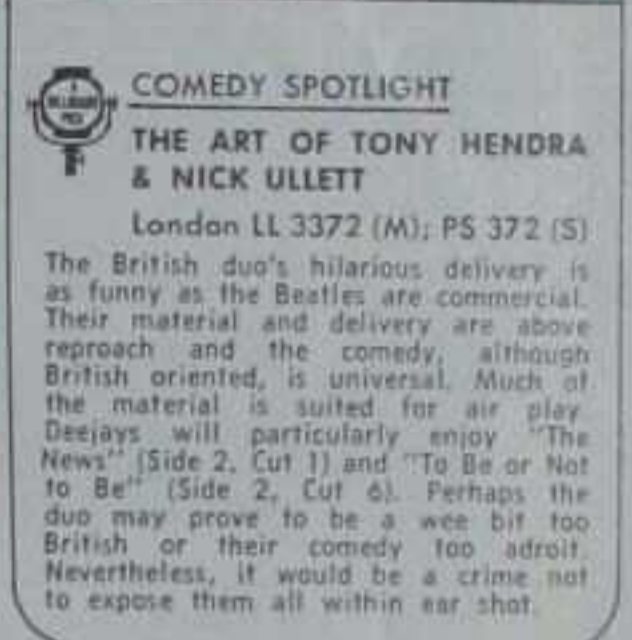 A
BILLBOARD
PICK
COMEDY SPOTLIGHT
THE ART OF TONY HENDRA
& NICK ULLETT
London LL 3372 (M); PS 372 (S)
The British duo's hilarious delivery is
as funny as the Beatles are commercial.
Their material and delivery are above
reproach and the comedy, although
British oriented, is universal. Much of
the material is suited for air play.
Deejays will particularly enjoy "The
News" (Side 2, Cut 1) and "To Be or Not
to Be" (Side 2, Cut 6). Perhaps the
duo may prove to be a wee bit too
British or their comedy too adroit.
Nevertheless, it would be a crime not
to expose them all within ear shot.